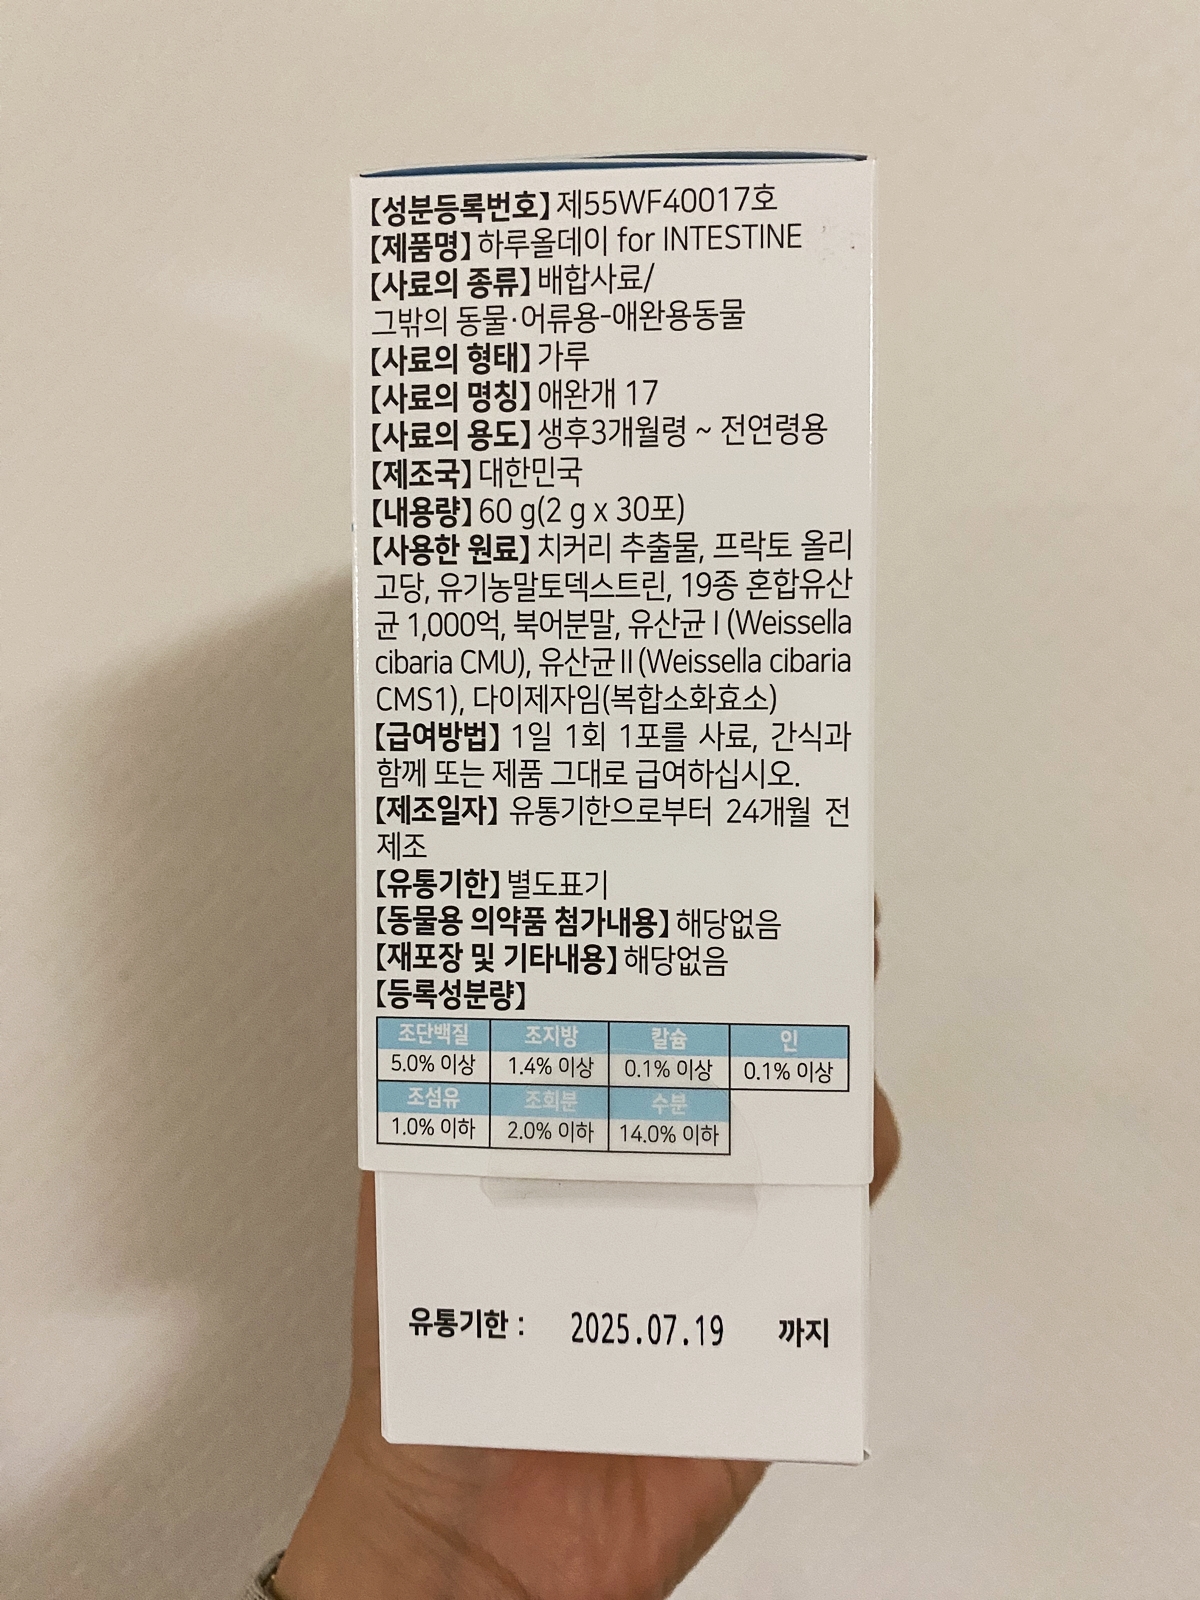 【성분등록번호】제55WF40017호
【제품명】하루올데이 for INTESTINE
【사료의 종류】배합사료/
그밖의 동물·어류용-애완용동물
【사료의 형태】가루
【사료의 명칭】애완개 17
【사료의 용도】생후3개월령 ~ 전연령용
【제조국】대한민국
【내용량】60 g(2 g x 30포)
【사용한 원료】치커리 추출물, 프락토 올리
고당, 유기농말토덱스트린, 19종 혼합유산
균 1,000억, 북어분말, 유산균 I (Weissella
cibaria CMU), 유산균II(Weissella cibaria
CMS1), 다이제자임(복합소화효소)
【급여방법】 1일 1회 1포를 사료, 간식과
함께 또는 제품 그대로 급여하십시오.
【제조일자】 유통기한으로부터 24개월 전
제조
【유통기한】별도표기
【동물용 의약품 첨가내용】해당없음
【재포장 및 기타내용】해당없음
【등록성분량】
조단백질 조지방 칼슘 인
5.0% 이상 1.4% 이상 0.1% 이상 0.1% 이상
조섬유 조회분 수분
1.0% 이하 2.0% 이하 14.0% 이하
유통기한 : 2025.07.19 까지